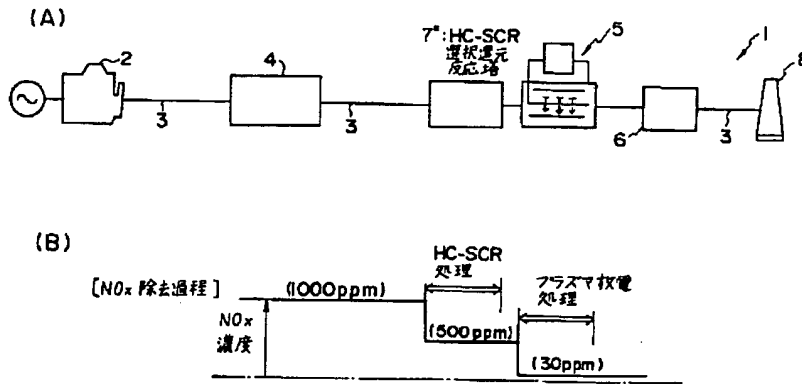 (A)
2
4
7":HC-SCR
選択還元
反応塔
5
1
8
3
3
6
3
(B)
HC-SCR
処理
プラズマ放電
処理
[NOx 除去過程]
(1000ppm)
NOx
濃度
(500ppm)
(30ppm)